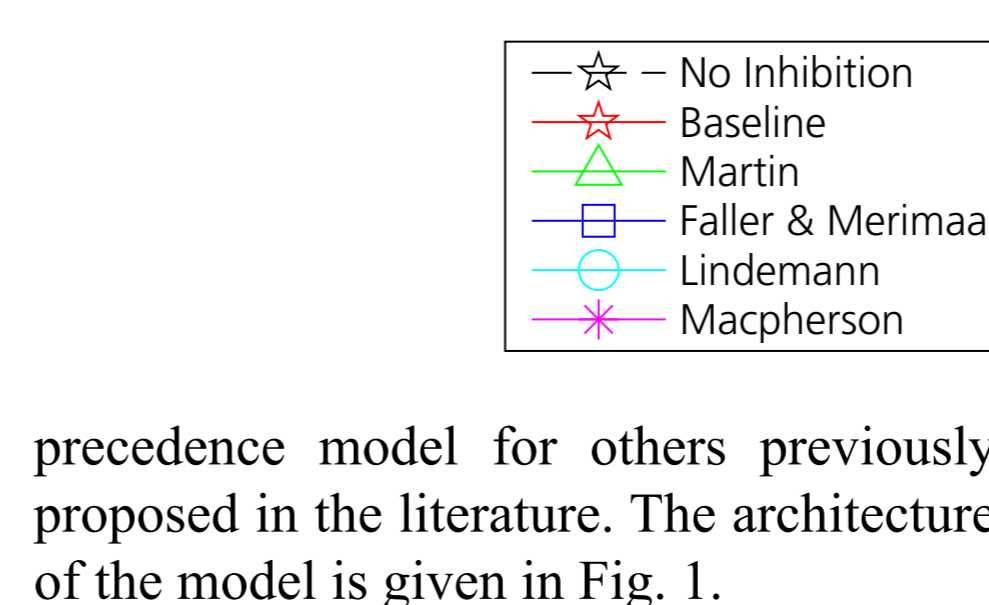 No Inhibition
Baseline
Martin
Faller & Merimaa
Lindemann
Macpherson
precedence model for others previously
proposed in the literature. The architecture
of the model is given in Fig. 1.